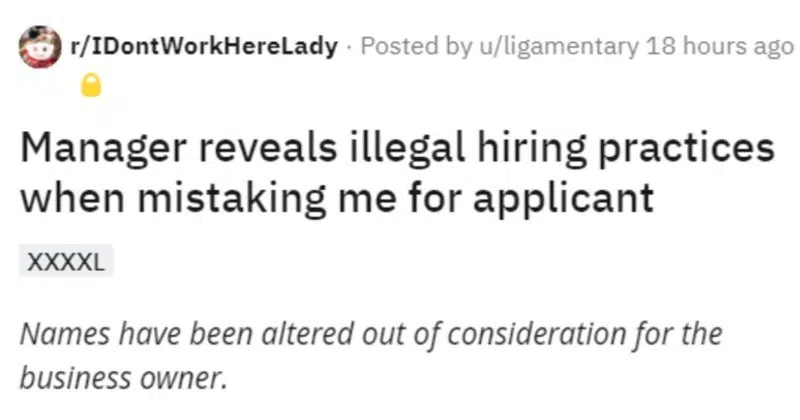 r/IDontWorkHereLady · Posted by u/ligamentary 18 hours ago
Manager reveals illegal hiring practices
when mistaking me for applicant
XXXXL
Names have been altered out of consideration for the
business owner.